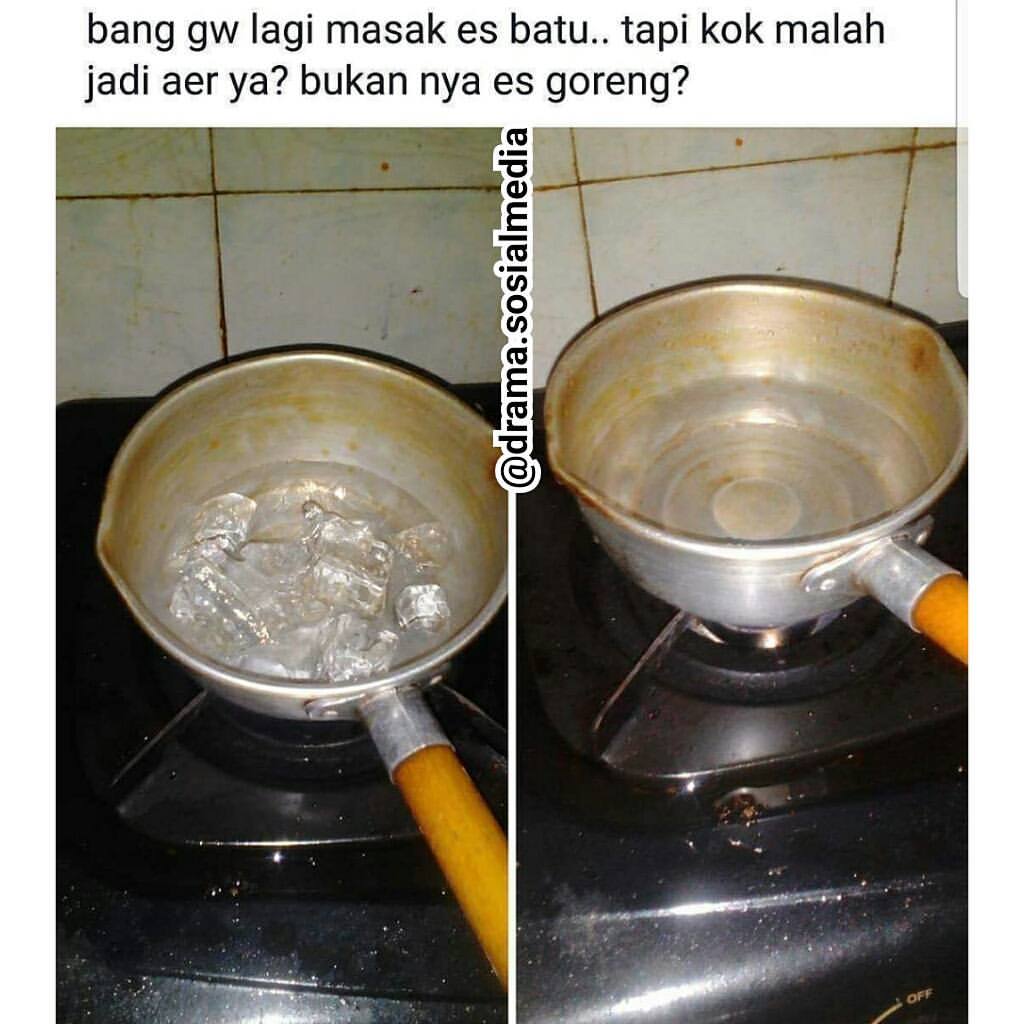 bang gw lagi masak es batu.. tapi kok malah
jadi aer ya? bukan nya es goreng?
@drama.sosialmedia
OFF